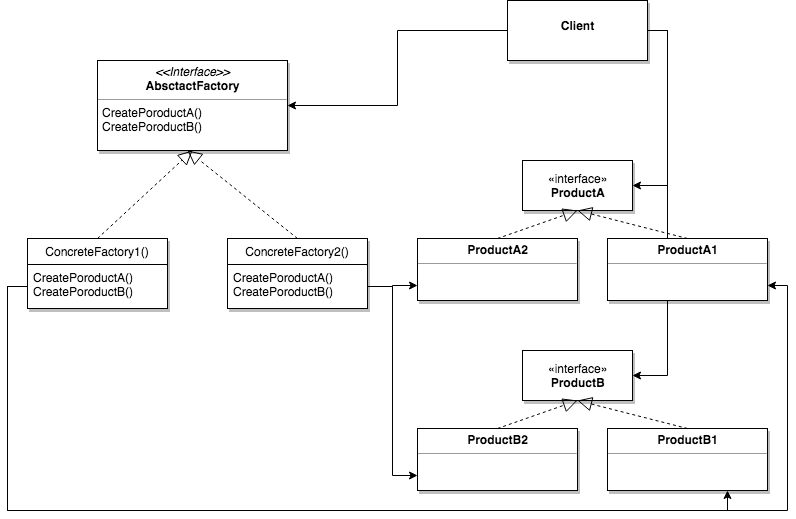 Client
<<Interface>>
AbsctactFactory
CreatePoroductA()
CreatePoroductB()
«interface»
ProductA
ConcreteFactory1()
CreatePoroductA()
CreatePoroductB()
ConcreteFactory2()
CreatePoroductA()
CreatePoroductB()
ProductA2
ProductA1
«interface»
ProductB
ProductB2
ProductB1